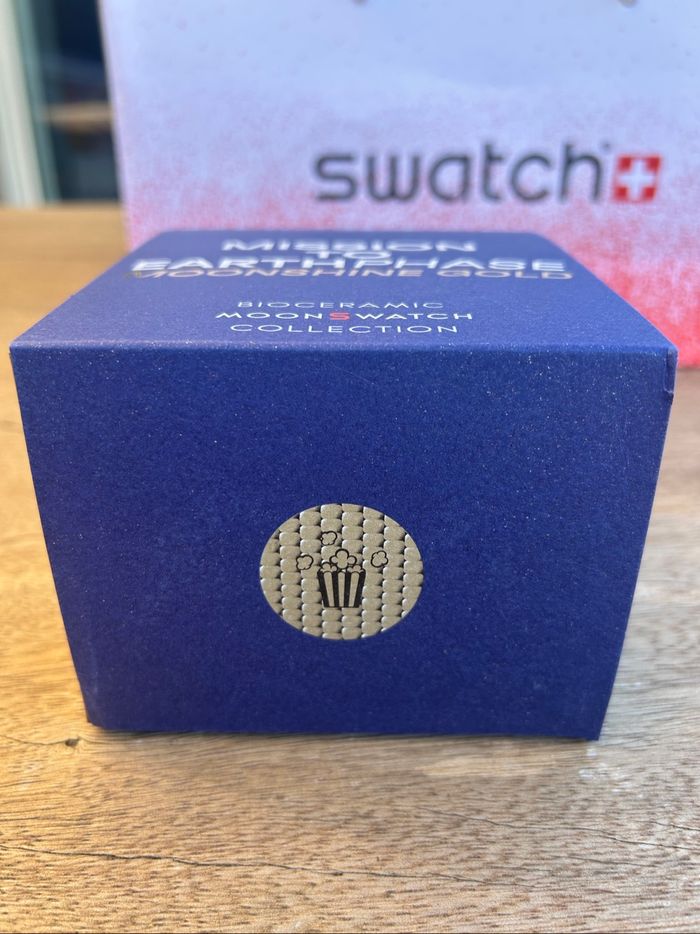 swatch
MISSION
TO
EARTHPHASE
MOONSHINE GOLD
BIOCERAMIC
MOONSWATCH
COLLECTION